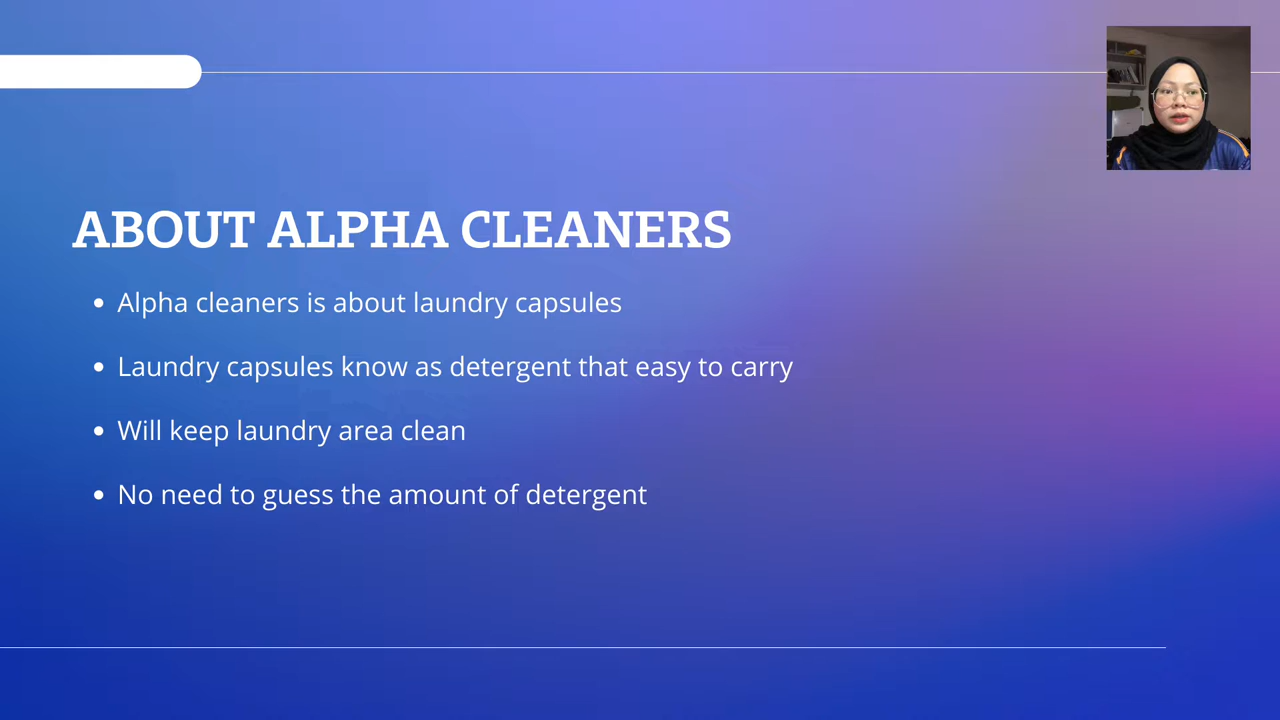 ABOUT ALPHA CLEANERS
Alpha cleaners is about laundry capsules
Laundry capsules know as detergent that easy to carry
Will keep laundry area clean
No need to guess the amount of detergent